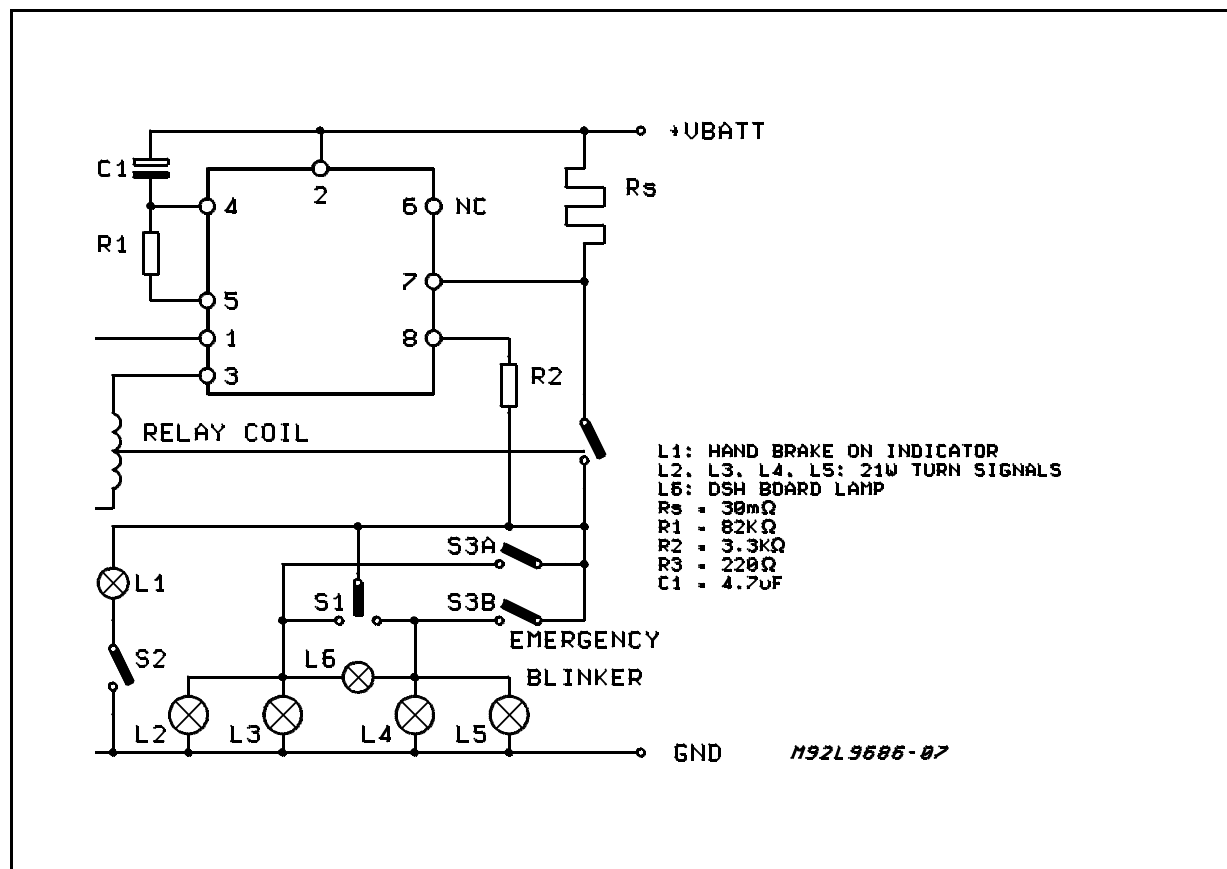 +VBATT
C1
2
Rs
4
6 NC
R1
7
5
1
8
3
R2
RELAY COIL
L1: HAND BRAKE ON INDICATOR
L2, L3, L4, L5: 21W TURN SIGNALS
L6: DSH BOARD LAMP
Rs = 30mΩ
R1 = 82KΩ
R2 = 3.3KΩ
R3 = 220Ω
C1 = 4.7uF
S3A
L1
S1
S3B
EMERGENCY
BLINKER
S2
L6
L2
L3
L4
L5
GND
M92L9686-07